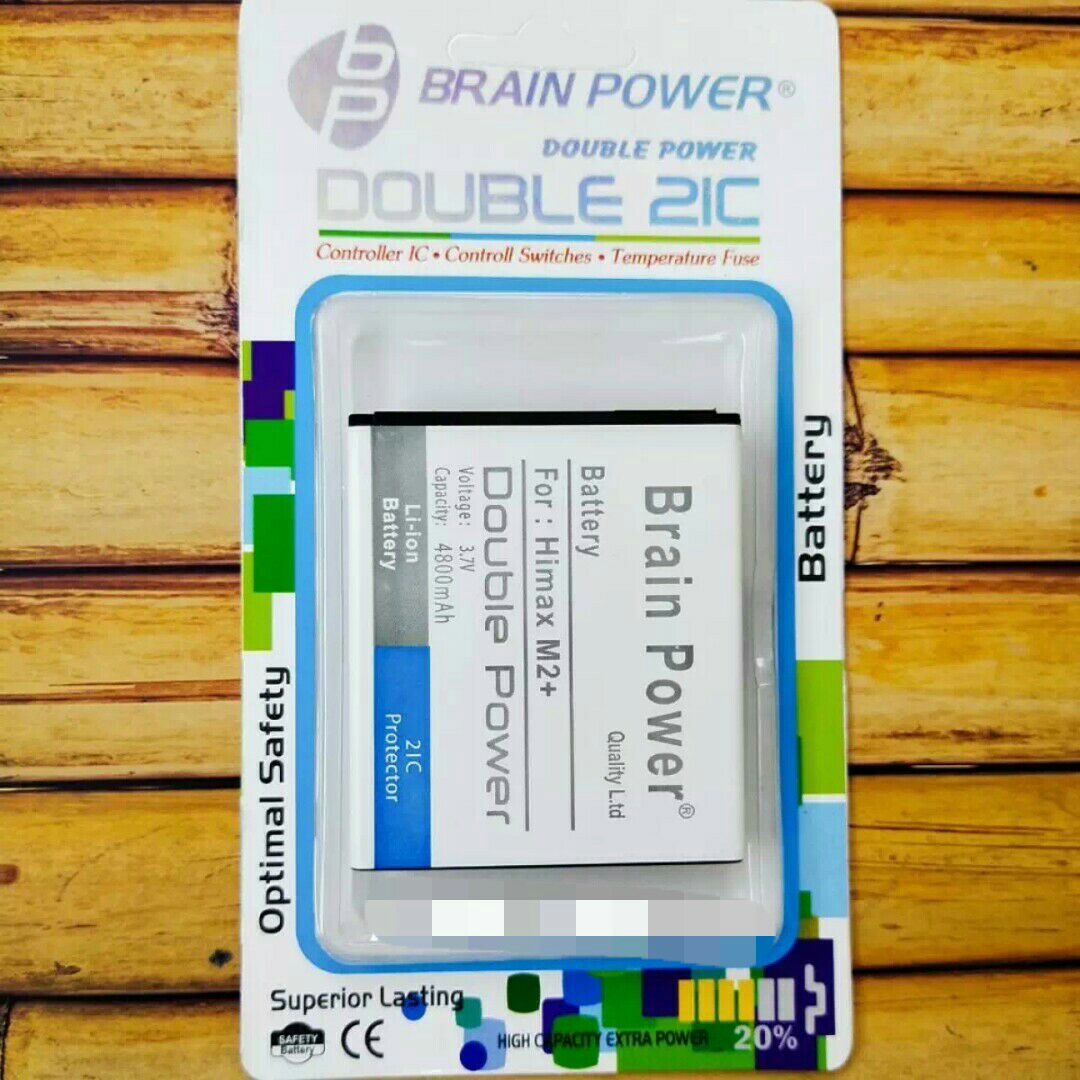 bp
BRAIN POWER®
DOUBLE POWER
DOUBLE 2IC
Controller IC • Controll Switches • Temperature Fuse
Brain Power®
Quality L.td
Battery
For : Himax M2+
Double Power
Voltage: 3.7V
Capacity: 4800mAh
Li-ion
Battery
2IC
Protector
Battery
Optimal Safety
Superior Lasting
SAFETY
Battery
CE
HIGH CAPACITY EXTRA POWER
20%